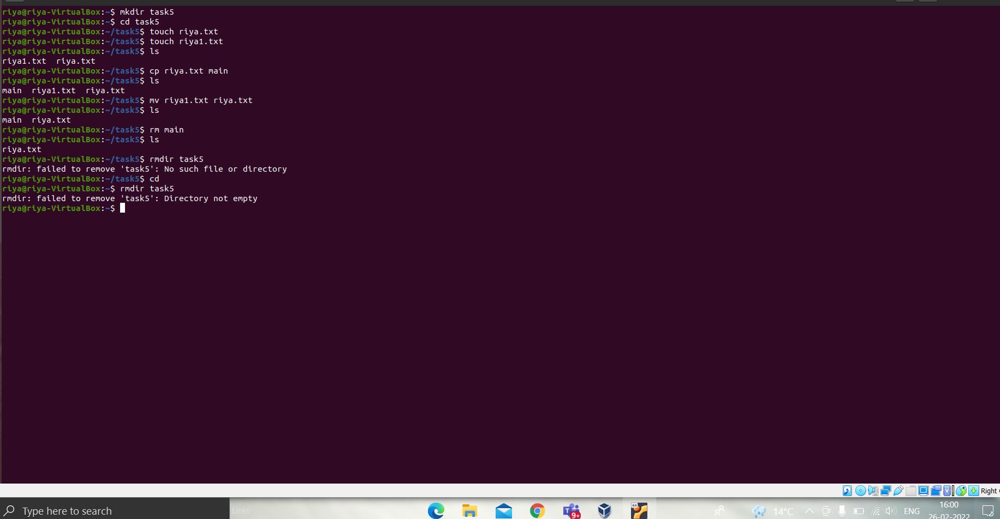 riya@riya-VirtualBox:~$ mkdir task5
riya@riya-VirtualBox:~$ cd task5
riya@riya-VirtualBox:~/task5$ touch riya.txt
riya@riya-VirtualBox:~/task5$ touch riya1.txt
riya@riya-VirtualBox:~/task5$ ls
riya1.txt  riya.txt
riya@riya-VirtualBox:~/task5$ cp riya.txt main
riya@riya-VirtualBox:~/task5$ ls
main  riya1.txt  riya.txt
riya@riya-VirtualBox:~/task5$ mv riya1.txt riya.txt
riya@riya-VirtualBox:~/task5$ ls
main  riya.txt
riya@riya-VirtualBox:~/task5$ rm main
riya@riya-VirtualBox:~/task5$ ls
riya.txt
riya@riya-VirtualBox:~/task5$ rmdir task5
rmdir: failed to remove 'task5': No such file or directory
riya@riya-VirtualBox:~/task5$ cd
riya@riya-VirtualBox:~$ rmdir task5
rmdir: failed to remove 'task5': Directory not empty
riya@riya-VirtualBox:~$
Right
Type here to search
Links
9+
64
14°C
ENG
16:00
26-02-2022